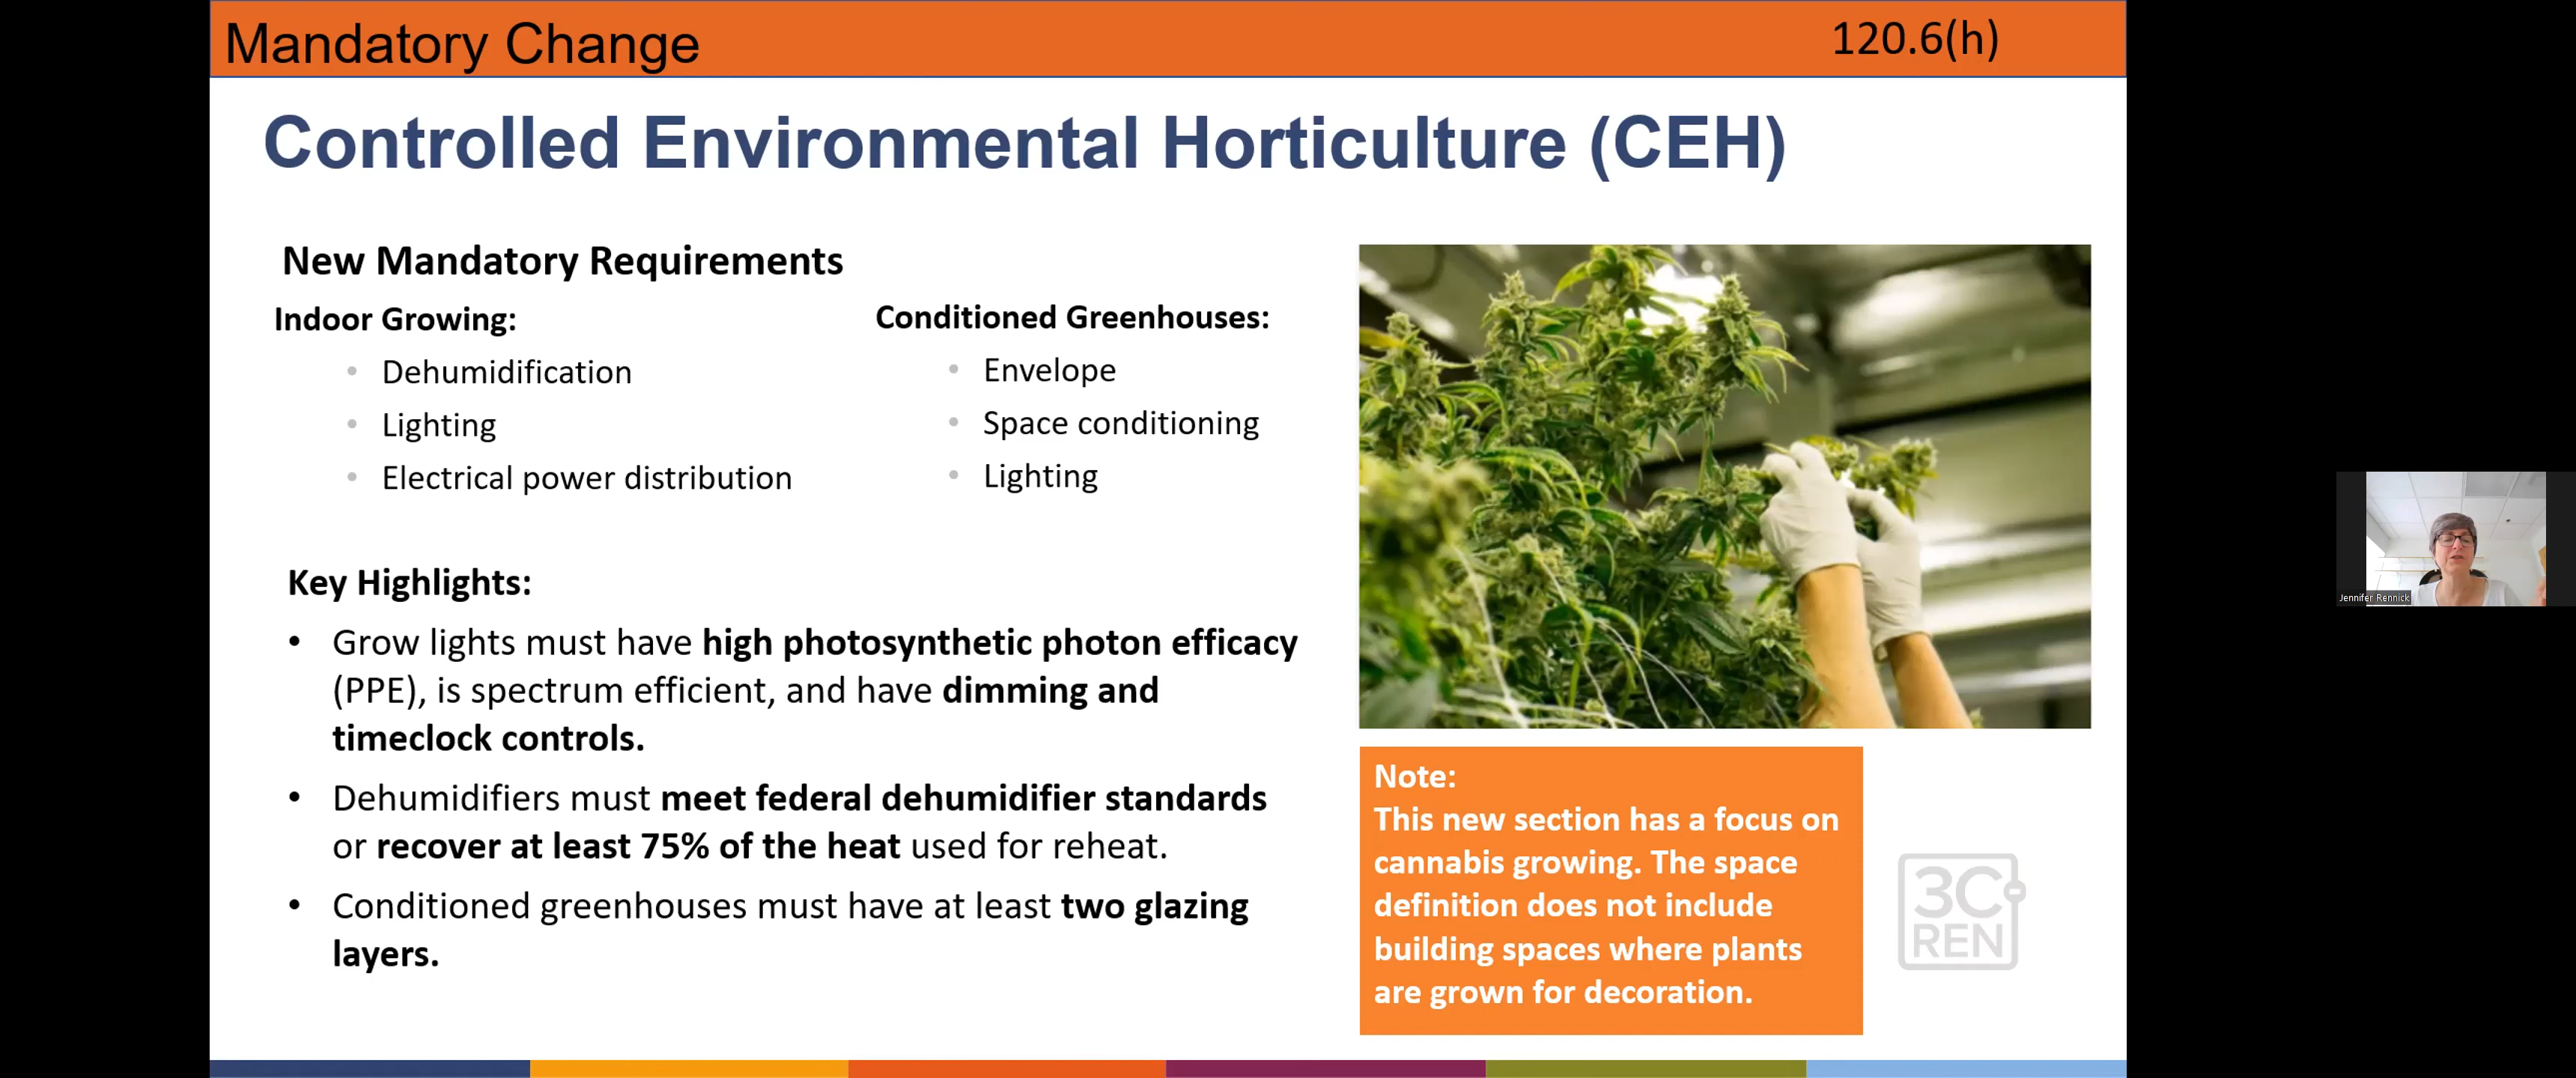 Mandatory Change
120.6(h)
Controlled Environmental Horticulture (CEH)
New Mandatory Requirements
Indoor Growing:
• Dehumidification
• Lighting
• Electrical power distribution
Conditioned Greenhouses:
• Envelope
• Space conditioning
• Lighting
Key Highlights:
• Grow lights must have high photosynthetic photon efficacy
(PPE), is spectrum efficient, and have dimming and
timeclock controls.
• Dehumidifiers must meet federal dehumidifier standards
or recover at least 75% of the heat used for reheat.
• Conditioned greenhouses must have at least two glazing
layers.
Note:
This new section has a focus on
cannabis growing. The space
definition does not include
building spaces where plants
are grown for decoration.
3C
REN
Jennifer Rennick